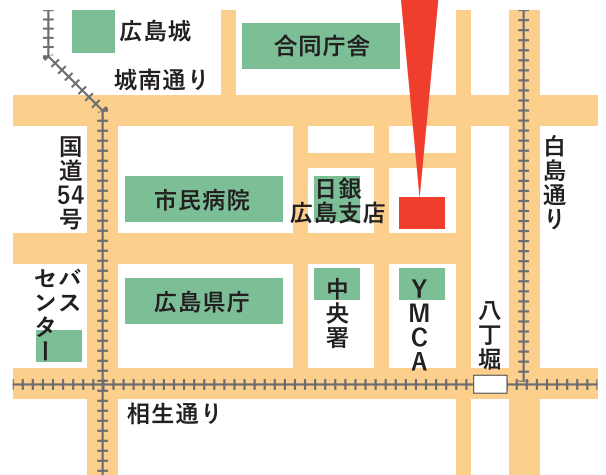 広島城
合同庁舎
城南通り
国道54号
白島通り
市民病院
日銀
広島支店
バス
センター
広島県庁
中央署
YMCA
八丁堀
相生通り